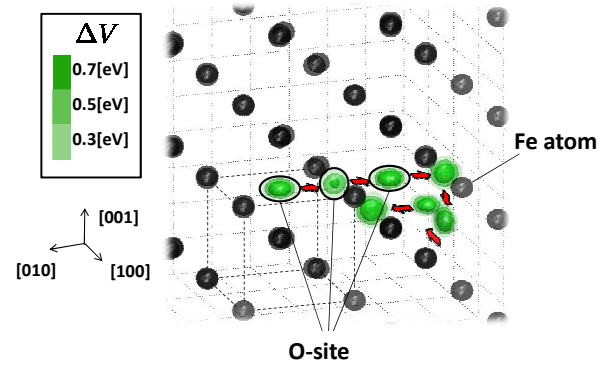 ΔV
0.7[eV]
0.5[eV]
0.3[eV]
Fe atom
[001]
[010]
[100]
O-site